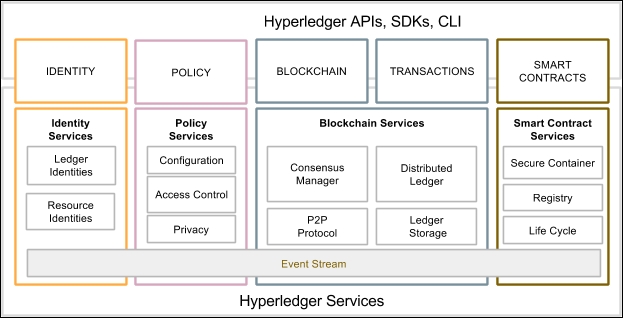 Hyperledger APIs, SDKs, CLI
IDENTITY
POLICY
BLOCKCHAIN
TRANSACTIONS
SMART
CONTRACTS
Identity
Services
Ledger
Identities
Resource
Identities
Policy
Services
Configuration
Access Control
Privacy
Blockchain Services
Consensus
Manager
Distributed
Ledger
P2P
Protocol
Ledger
Storage
Smart Contract
Services
Secure Container
Registry
Life Cycle
Event Stream
Hyperledger Services